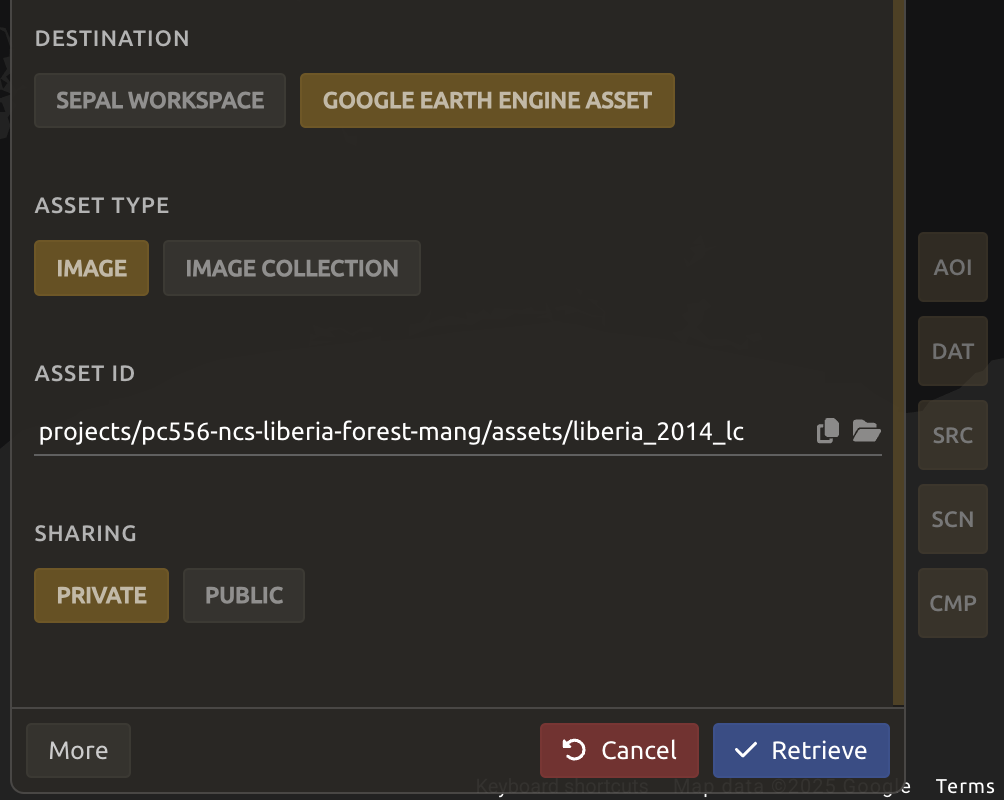 DESTINATION
SEPAL WORKSPACE GOOGLE EARTH ENGINE ASSET
ASSET TYPE
IMAGE IMAGE COLLECTION
AOI
DAT
ASSET ID
projects/pc556-ncs-liberia-forest-mang/assets/liberia_2014_lc
SRC
SCN
SHARING
PRIVATE PUBLIC
CMP
More Cancel Retrieve
Keyboard shortcuts Map data ©2025 Google Terms